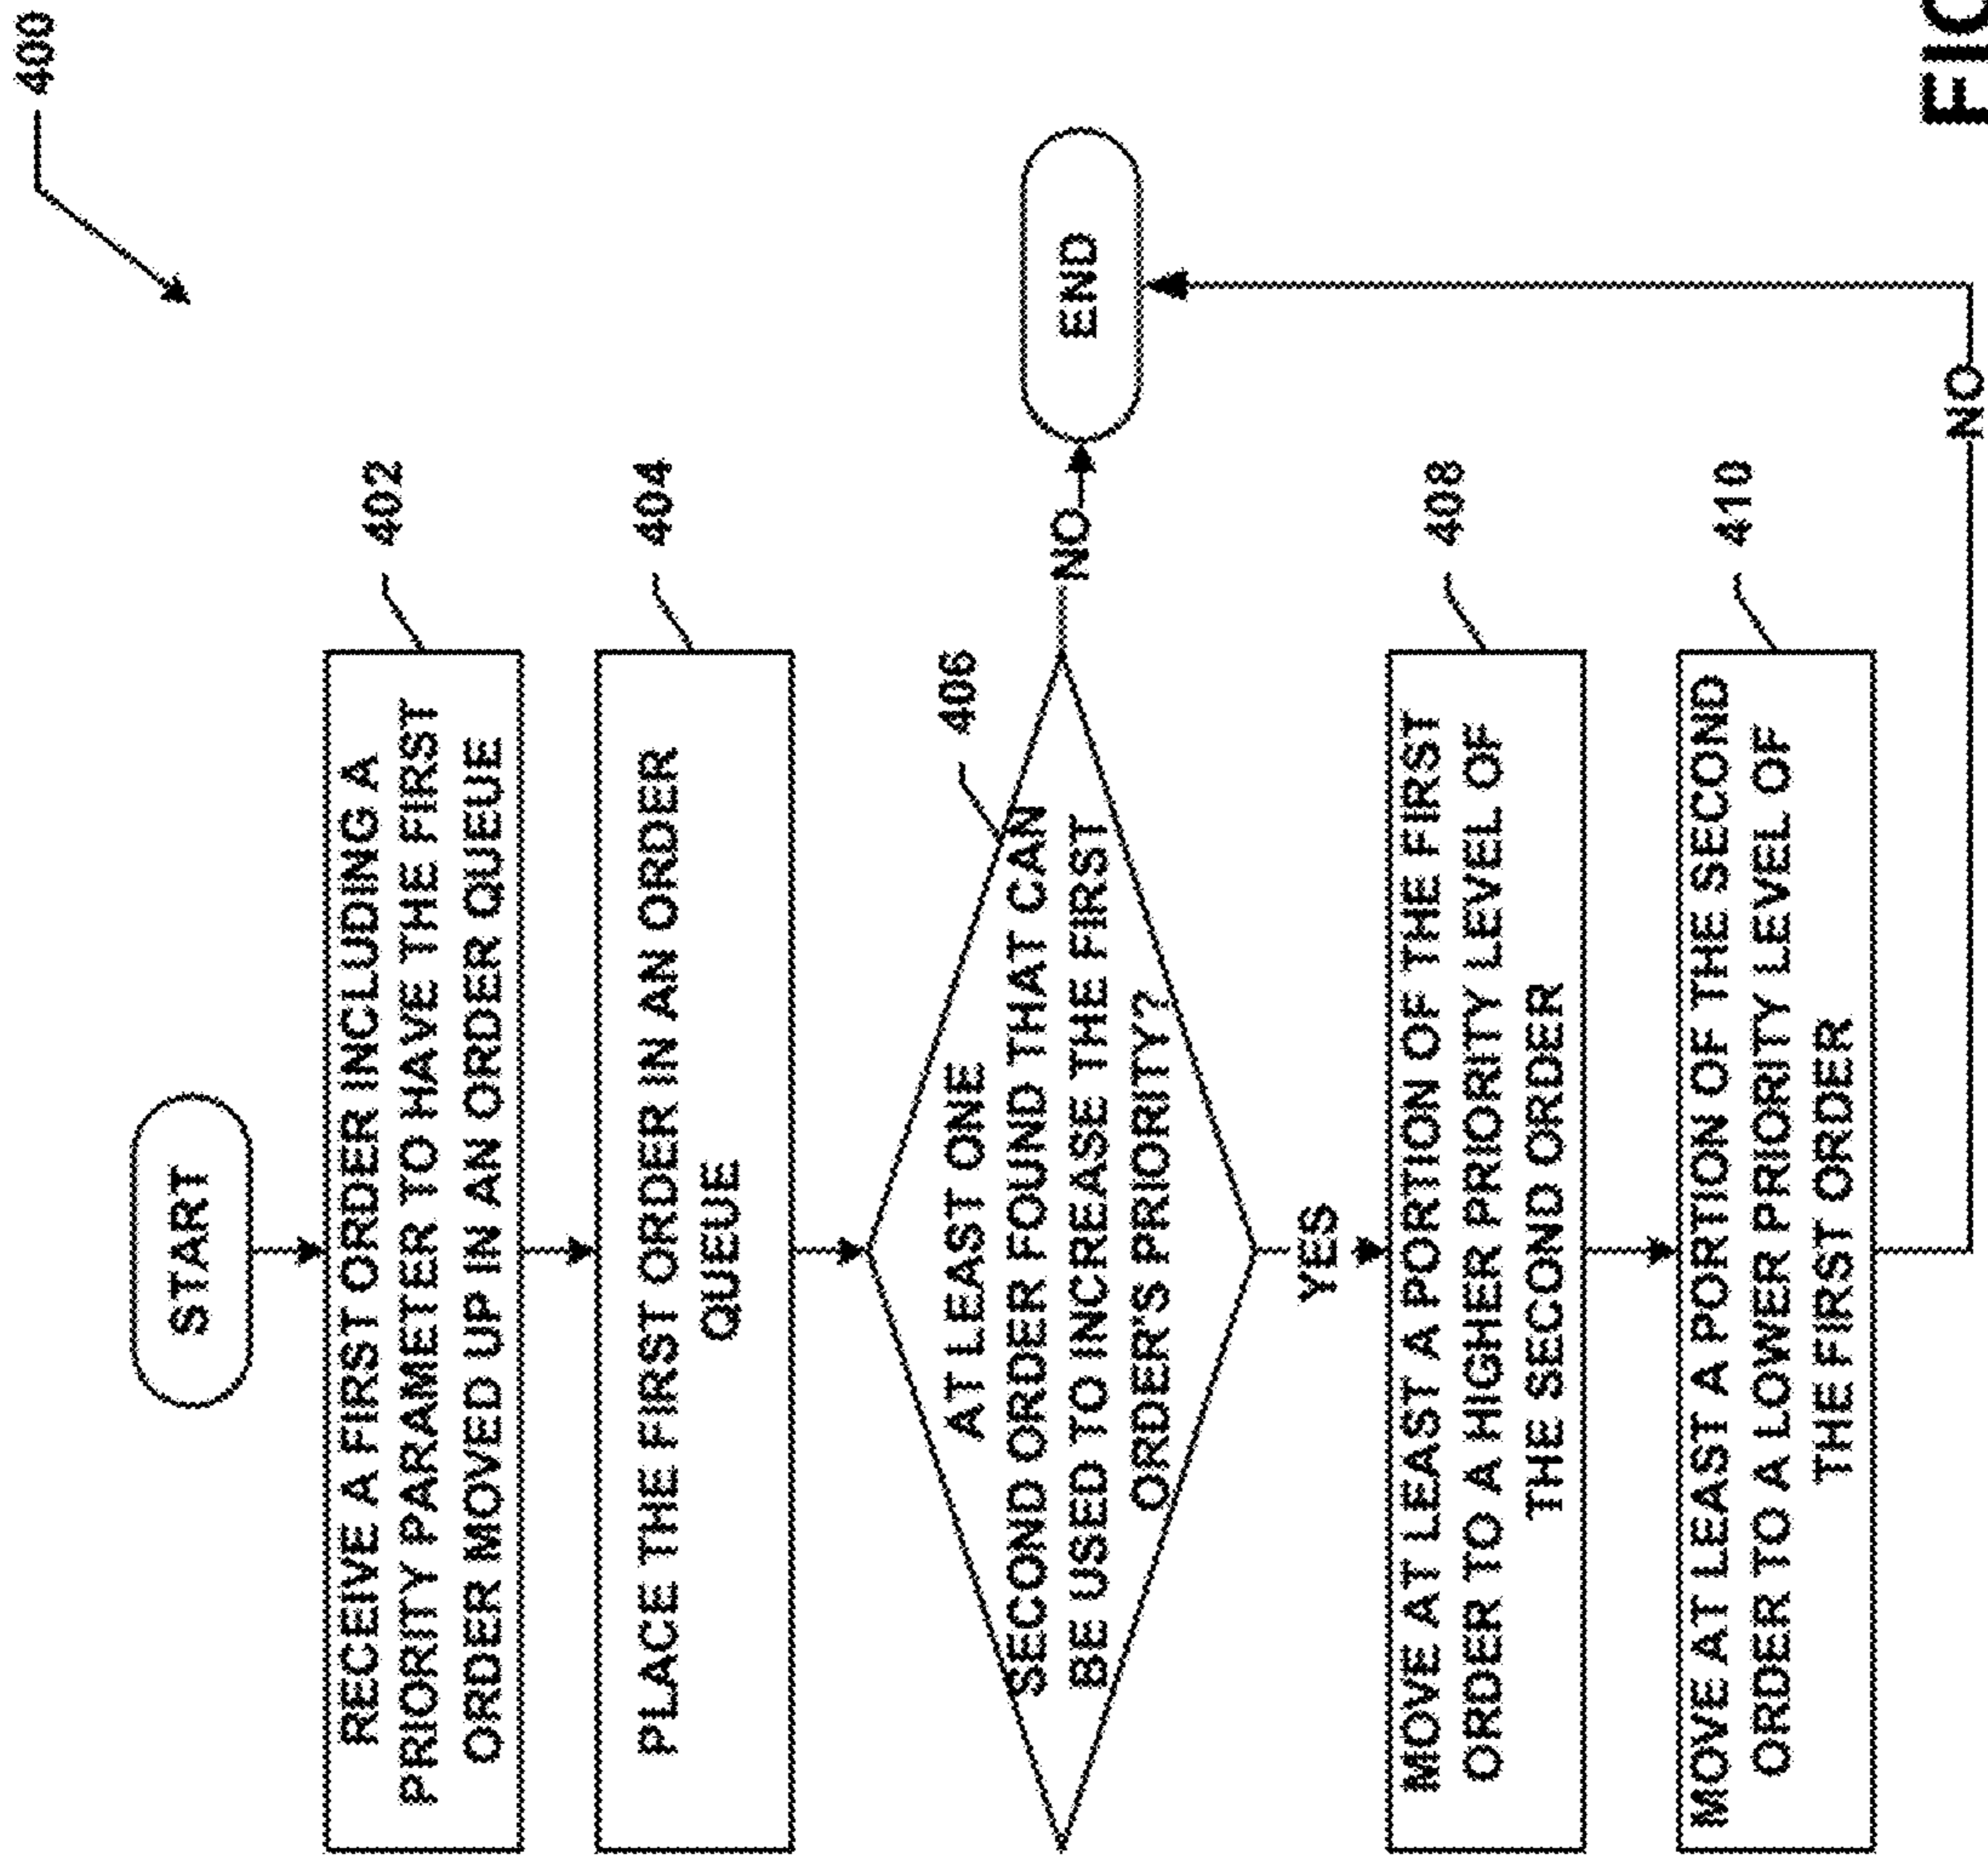 400
START
RECEIVE A FIRST ORDER INCLUDING A
PRIORITY PARAMETER TO HAVE THE FIRST
ORDER MOVED UP IN AN ORDER QUEUE
402
PLACE THE FIRST ORDER IN AN ORDER
QUEUE
404
406
AT LEAST ONE
SECOND ORDER FOUND THAT CAN
BE USED TO INCREASE THE FIRST
ORDER'S PRIORITY?
NO
END
YES
MOVE AT LEAST A PORTION OF THE FIRST
ORDER TO A HIGHER PRIORITY LEVEL OF
THE SECOND ORDER
408
MOVE AT LEAST A PORTION OF THE SECOND
ORDER TO A LOWER PRIORITY LEVEL OF
THE FIRST ORDER
410
NO